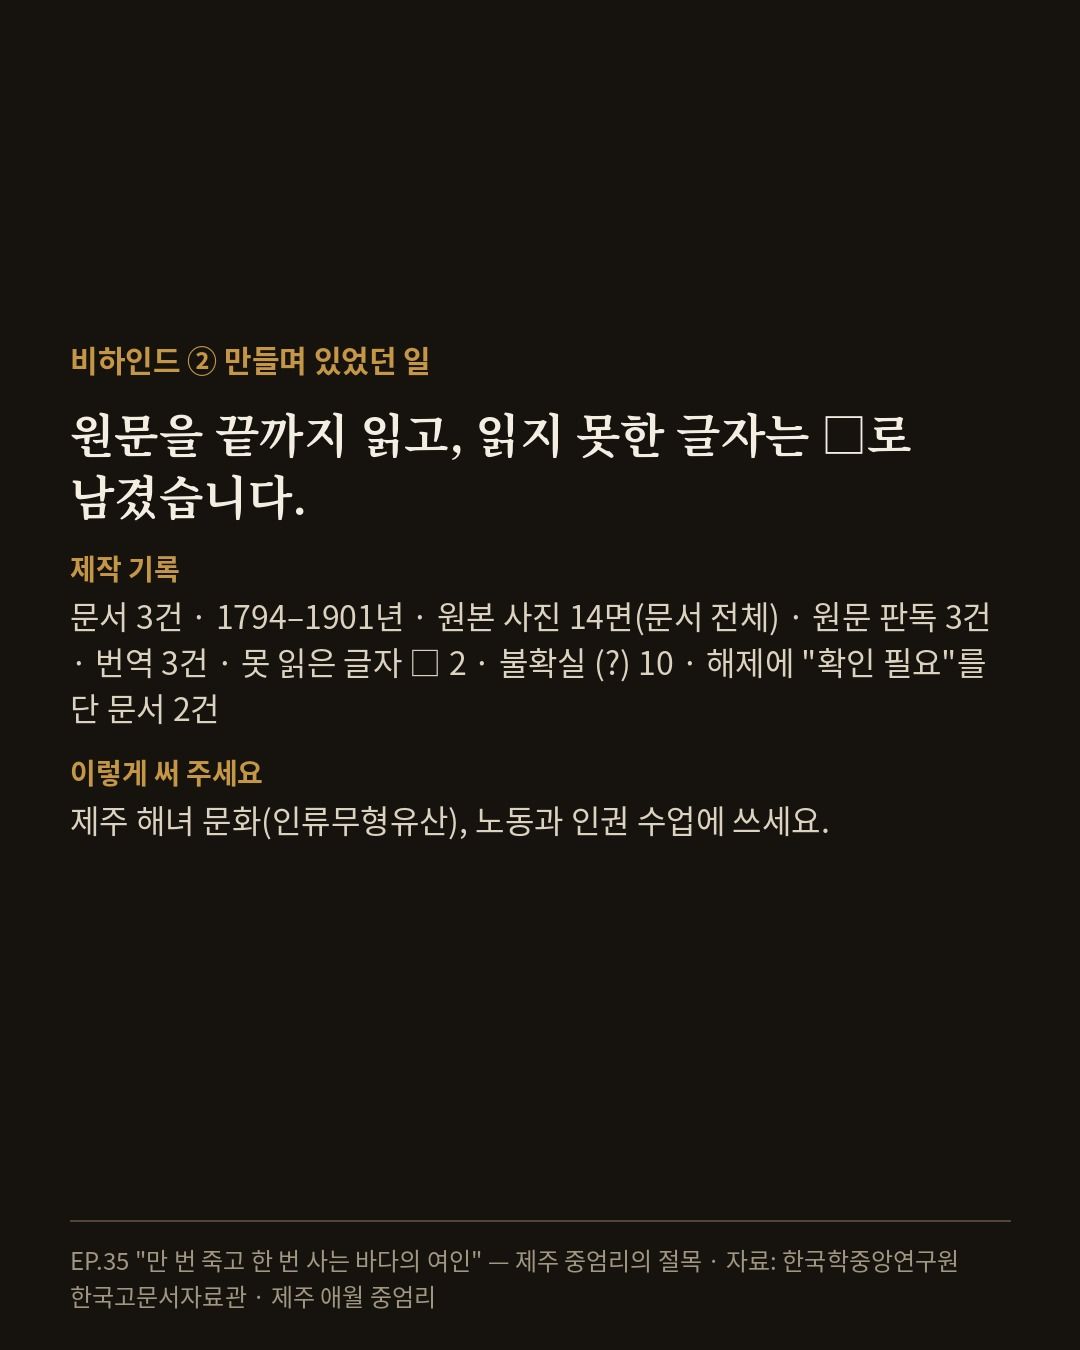 비하인드 ② 만들며 있었던 일
원문을 끝까지 읽고, 읽지 못한 글자는 □로
남겼습니다.
제작 기록
문서 3건 · 1794–1901년 · 원본 사진 14면(문서 전체) · 원문 판독 3건
· 번역 3건 · 못 읽은 글자 □ 2 · 불확실 (?) 10 · 해제에 "확인 필요"를
단 문서 2건
이렇게 써 주세요
제주 해녀 문화(인류무형유산), 노동과 인권 수업에 쓰세요.
EP.35 "만 번 죽고 한 번 사는 바다의 여인" — 제주 중엄리의 절목 · 자료: 한국학중앙연구원
한국고문서자료관 · 제주 애월 중엄리